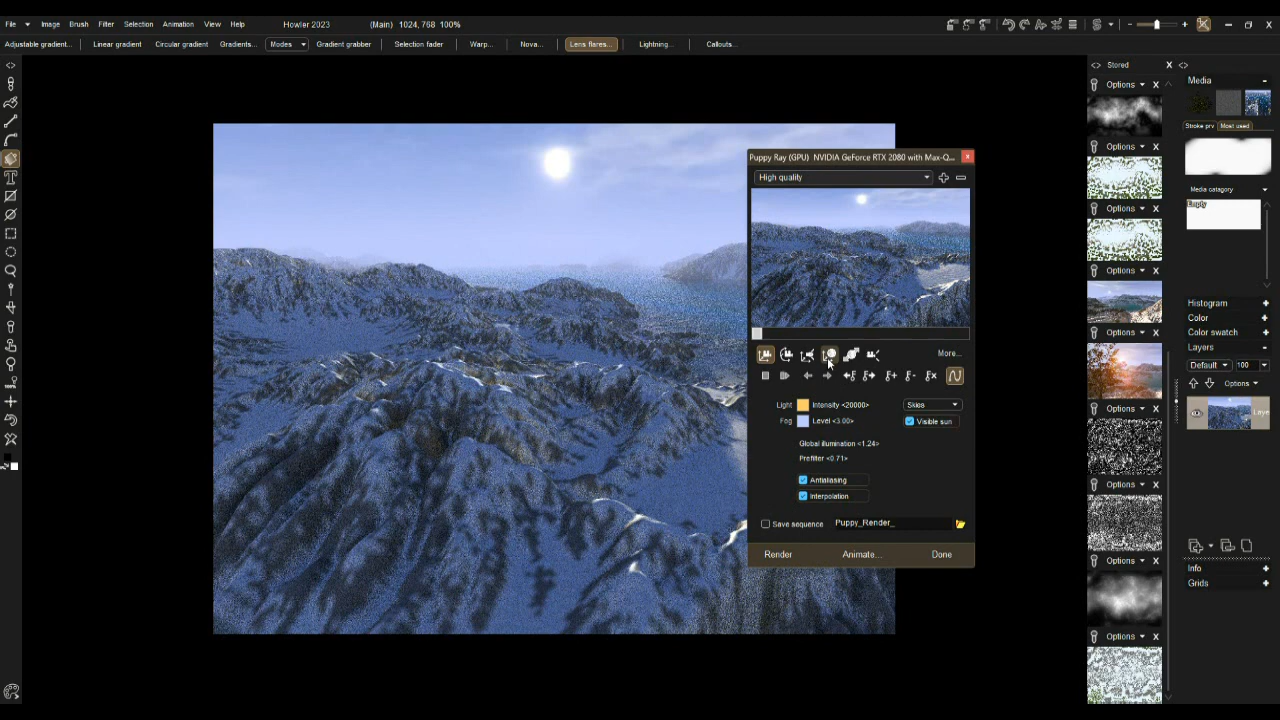 File Image Brush Filter Selection Animation View Help Howler 2023 (Main) 1024, 768 100%
Adjustable gradient... Linear gradient Circular gradient Gradients... Modes Gradient grabber Selection fader Warp... Nova... Lens flares... Lightning... Callouts...
Stored
Options
Options
Options
Options
Options
Options
Options
Options
Options
Media
Stroke prv Most used
Media catagory
Empty
Histogram
Color
Color swatch
Layers
Default 100
Options
Laye
Info
Grids
Puppy Ray (GPU) NVIDIA GeForce RTX 2080 with Max-Q...
High quality
More...
Light Intensity <20000> Skies
Fog Level <3.00> Visible sun
Global illumination <1.24>
Prefilter <0.71>
Antialiasing
Interpolation
Save sequence Puppy_Render_
Render Animate... Done